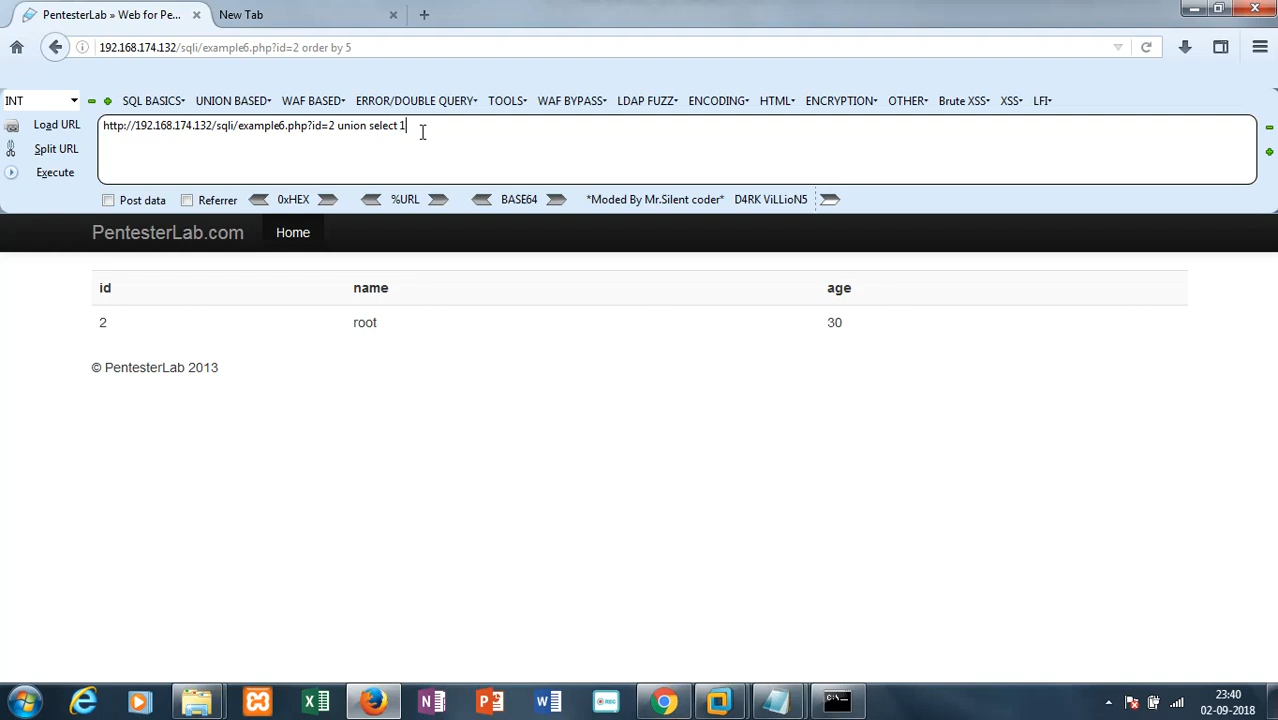 PentesterLab » Web for Pe...
New Tab
192.168.174.132/sqli/example6.php?id=2 order by 5
INT
SQL BASICS
UNION BASED
WAF BASED
ERROR/DOUBLE QUERY
TOOLS
WAF BYPASS
LDAP FUZZ
ENCODING
HTML
ENCRYPTION
OTHER
Brute XSS
XSS
LFI
Load URL
http://192.168.174.132/sqli/example6.php?id=2 union select 1
Split URL
Execute
Post data
Referrer
0xHEX
%URL
BASE64
*Moded By Mr.Silent coder*
D4RK ViLLioN5
PentesterLab.com
Home
id name age
2 root 30
© PentesterLab 2013
REC
23:40
02-09-2018